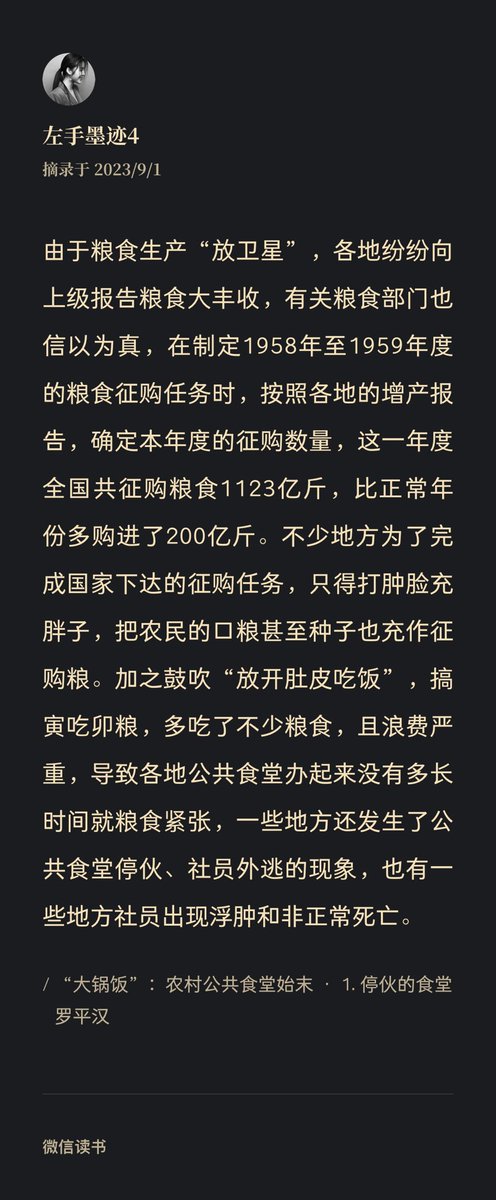 左手墨迹4
摘录于 2023/9/1
由于粮食生产“放卫星”，各地纷纷向
上级报告粮食大丰收，有关粮食部门也
信以为真，在制定1958年至1959年度
的粮食征购任务时，按照各地的增产报
告，确定本年度的征购数量，这一年度
全国共征购粮食1123亿斤，比正常年
份多购进了200亿斤。不少地方为了完
成国家下达的征购任务，只得打肿脸充
胖子，把农民的口粮甚至种子也充作征
购粮。加之鼓吹“放开肚皮吃饭”，搞
寅吃卯粮，多吃了不少粮食，且浪费严
重，导致各地公共食堂办起来没有多长
时间就粮食紧张，一些地方还发生了公
共食堂停伙、社员外逃的现象，也有一
些地方社员出现浮肿和非正常死亡。
/ “大锅饭”：农村公共食堂始末 · 1. 停伙的食堂
罗平汉
微信读书